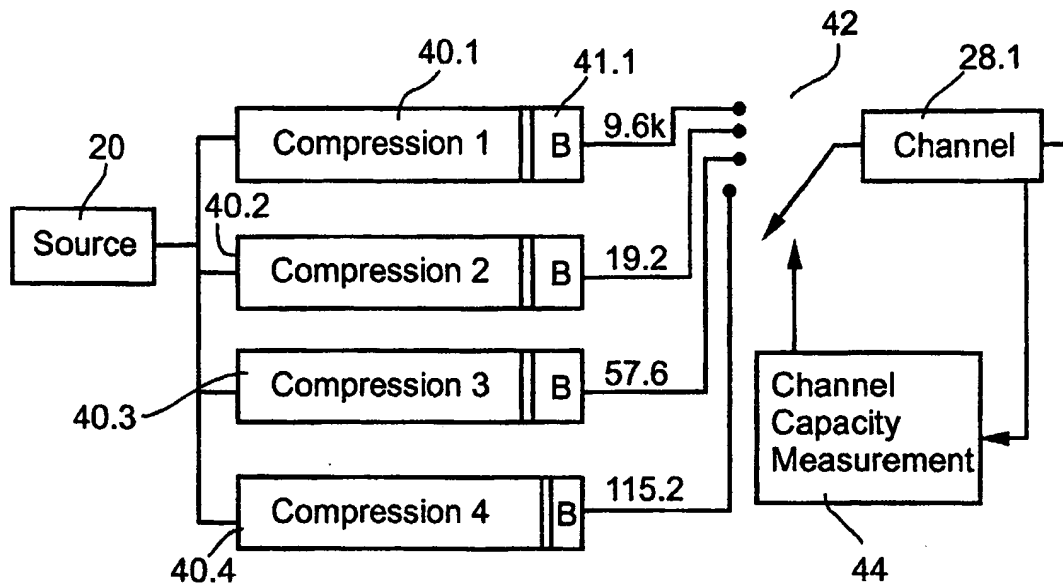 42
40.1
41.1
28.1
Compression 1
B
9.6k
Channel
20
Source
40.2
Compression 2
B
19.2
Compression 3
B
57.6
40.3
Channel
Capacity
Measurement
Compression 4
B
115.2
40.4
44